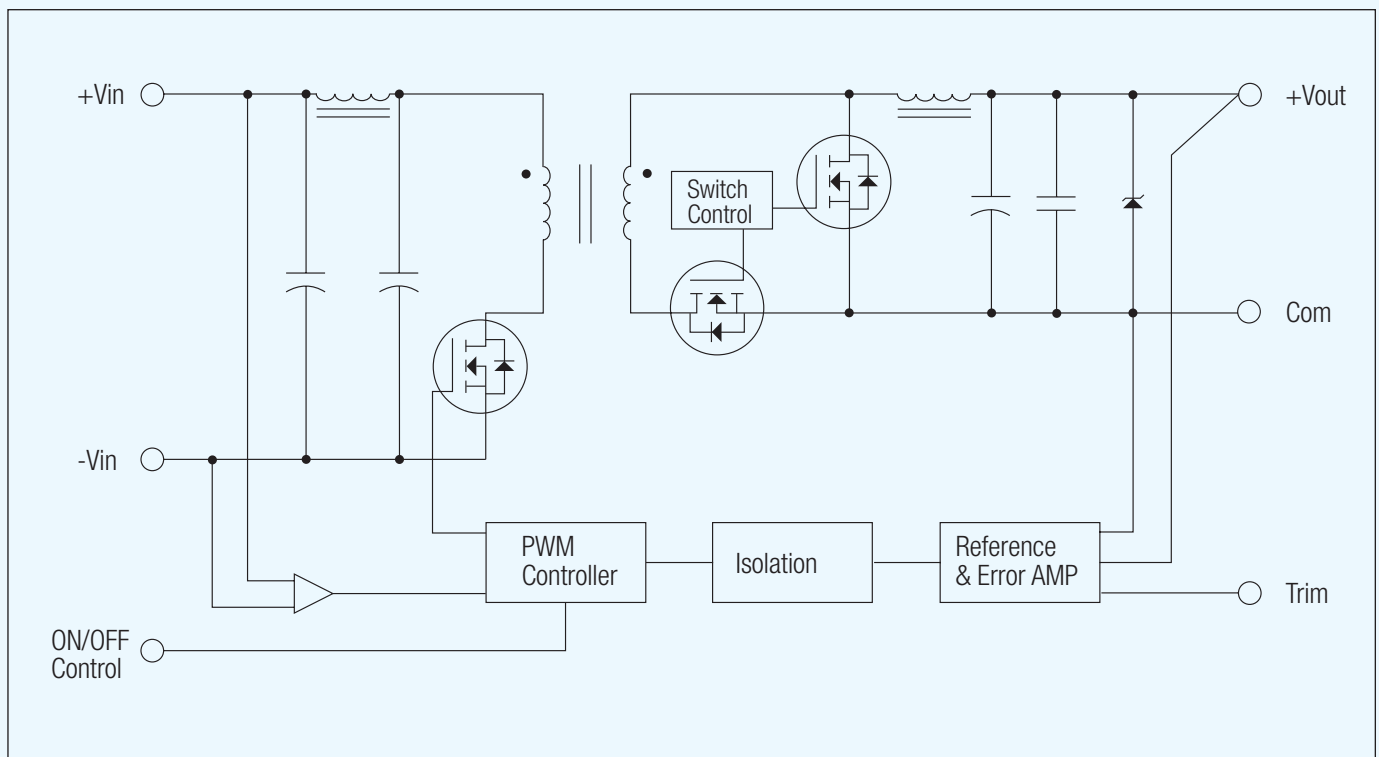 +Vin
+Vout
Switch
Control
Com
-Vin
PWM
Controller
Isolation
Reference
& Error AMP
Trim
ON/OFF
Control